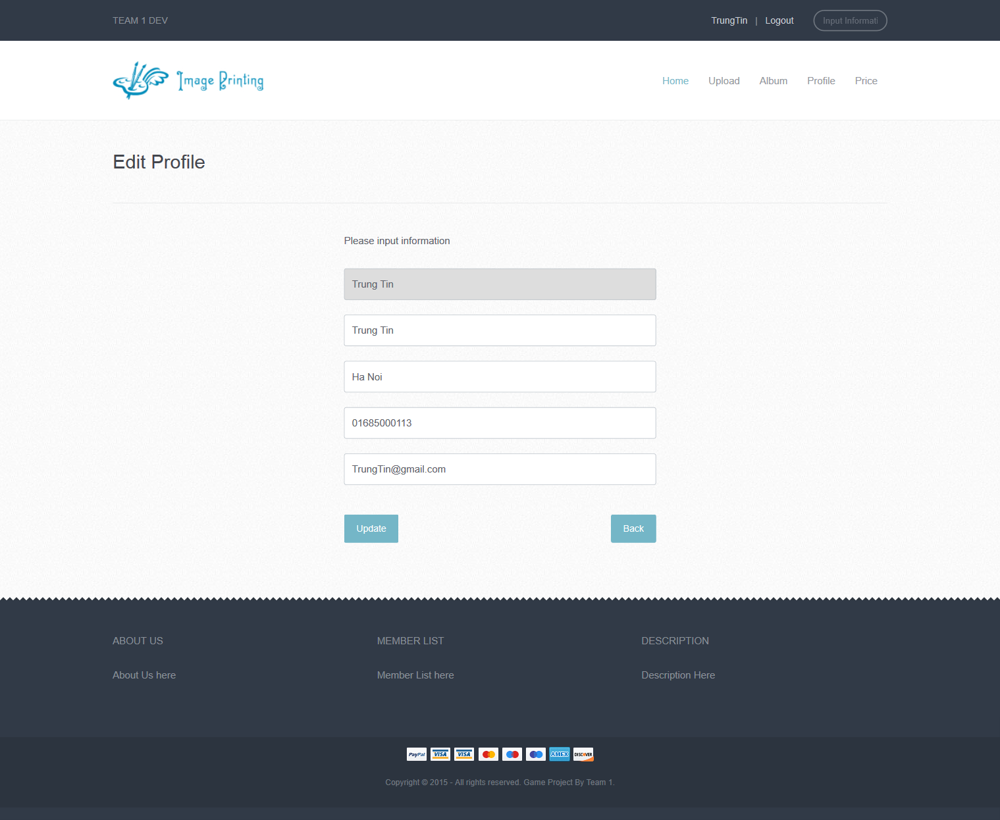 TEAM 1 DEV
TrungTin | Logout
Input Informati
Image Printing
Home Upload Album Profile Price
Edit Profile
Please input information
Trung Tin
Trung Tin
Ha Noi
01685000113
TrungTin@gmail.com
Update Back
ABOUT US MEMBER LIST DESCRIPTION
About Us here Member List here Description Here
PayPal VISA VISA AMEX DISCOVER
Copyright © 2015 - All rights reserved. Game Project By Team 1.